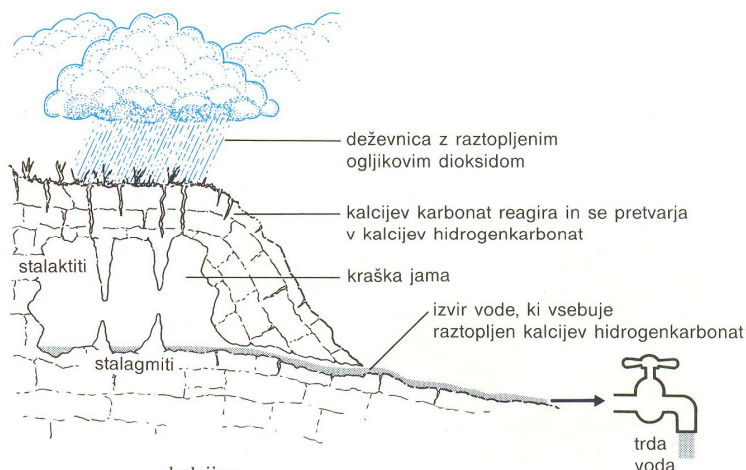 deževnica z raztopljenim
ogljikovim dioksidom
kalcijev karbonat reagira in se pretvarja
v kalcijev hidrogenkarbonat
stalaktiti
kraška jama
izvir vode, ki vsebuje
raztopljen kalcijev hidrogenkarbonat
stalagmiti
trda
voda